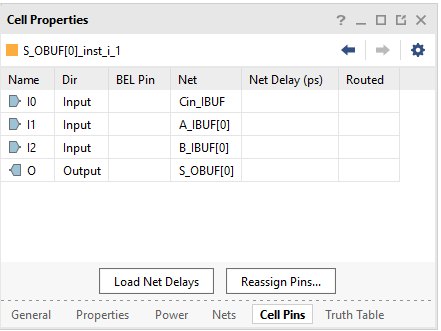 Cell Properties
S_OBUF[0]_inst_i_1
Name Dir BEL Pin Net Net Delay (ps) Routed
I0 Input Cin_IBUF
I1 Input A_IBUF[0]
I2 Input B_IBUF[0]
O Output S_OBUF[0]
Load Net Delays Reassign Pins...
General Properties Power Nets Cell Pins Truth Table